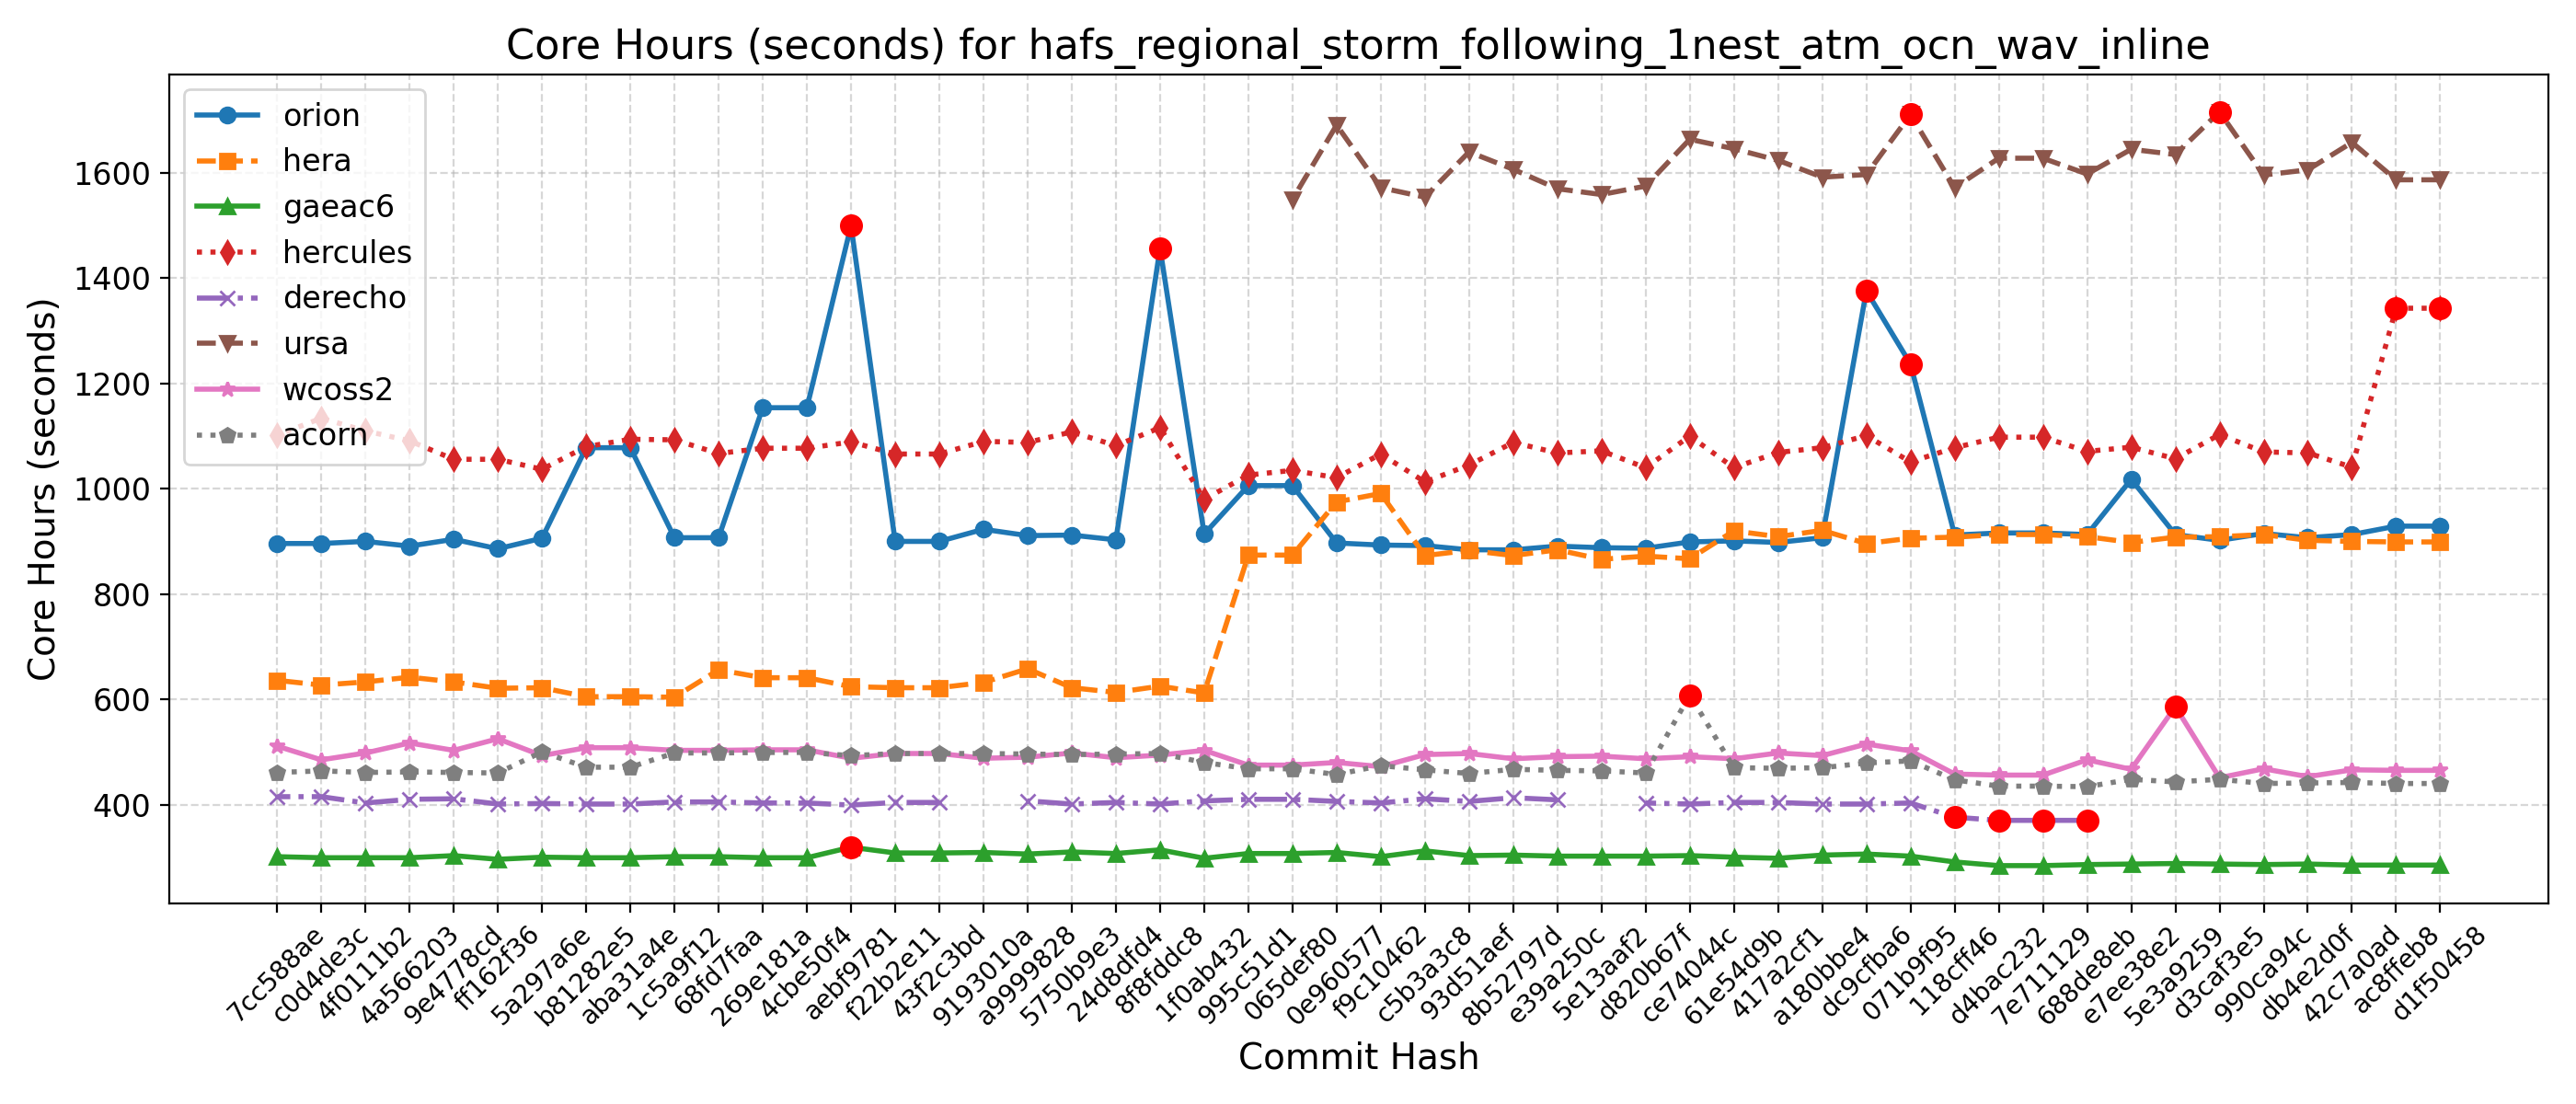 Core Hours (seconds) for hafs_regional_storm_following_1nest_atm_ocn_wav_inline
orion
hera
gaeac6
hercules
derecho
ursa
wcoss2
acorn
Core Hours (seconds)
1600
1400
1200
1000
800
600
400
7cc588ae
c0d4de3c
4f0111b2
4a566203
9e4778cd
ff162f36
5a297a6e
b81282e5
aba31a4e
1c5a9f12
68fd7faa
269e181a
4cbe50f4
aebf9781
f22b2e11
43f2c3bd
9193010a
a9999828
5750b9e3
24d8dfd4
8f8fddc8
1f0ab432
995c51d1
065def80
0e960577
f9c10462
c5b3a3c8
93d51aef
8b52797d
e39a250c
5e13aaf2
d820b67f
ce74044c
61e54d9b
417a2cf1
a180bbe4
dc9cfba6
071b9f95
118cff46
d4bac232
7e711129
688de8eb
e7ee38e2
5e3a9259
d3caf3e5
990ca94c
db4e2d0f
42c7a0ad
ac8ffeb8
d1f50458
Commit Hash